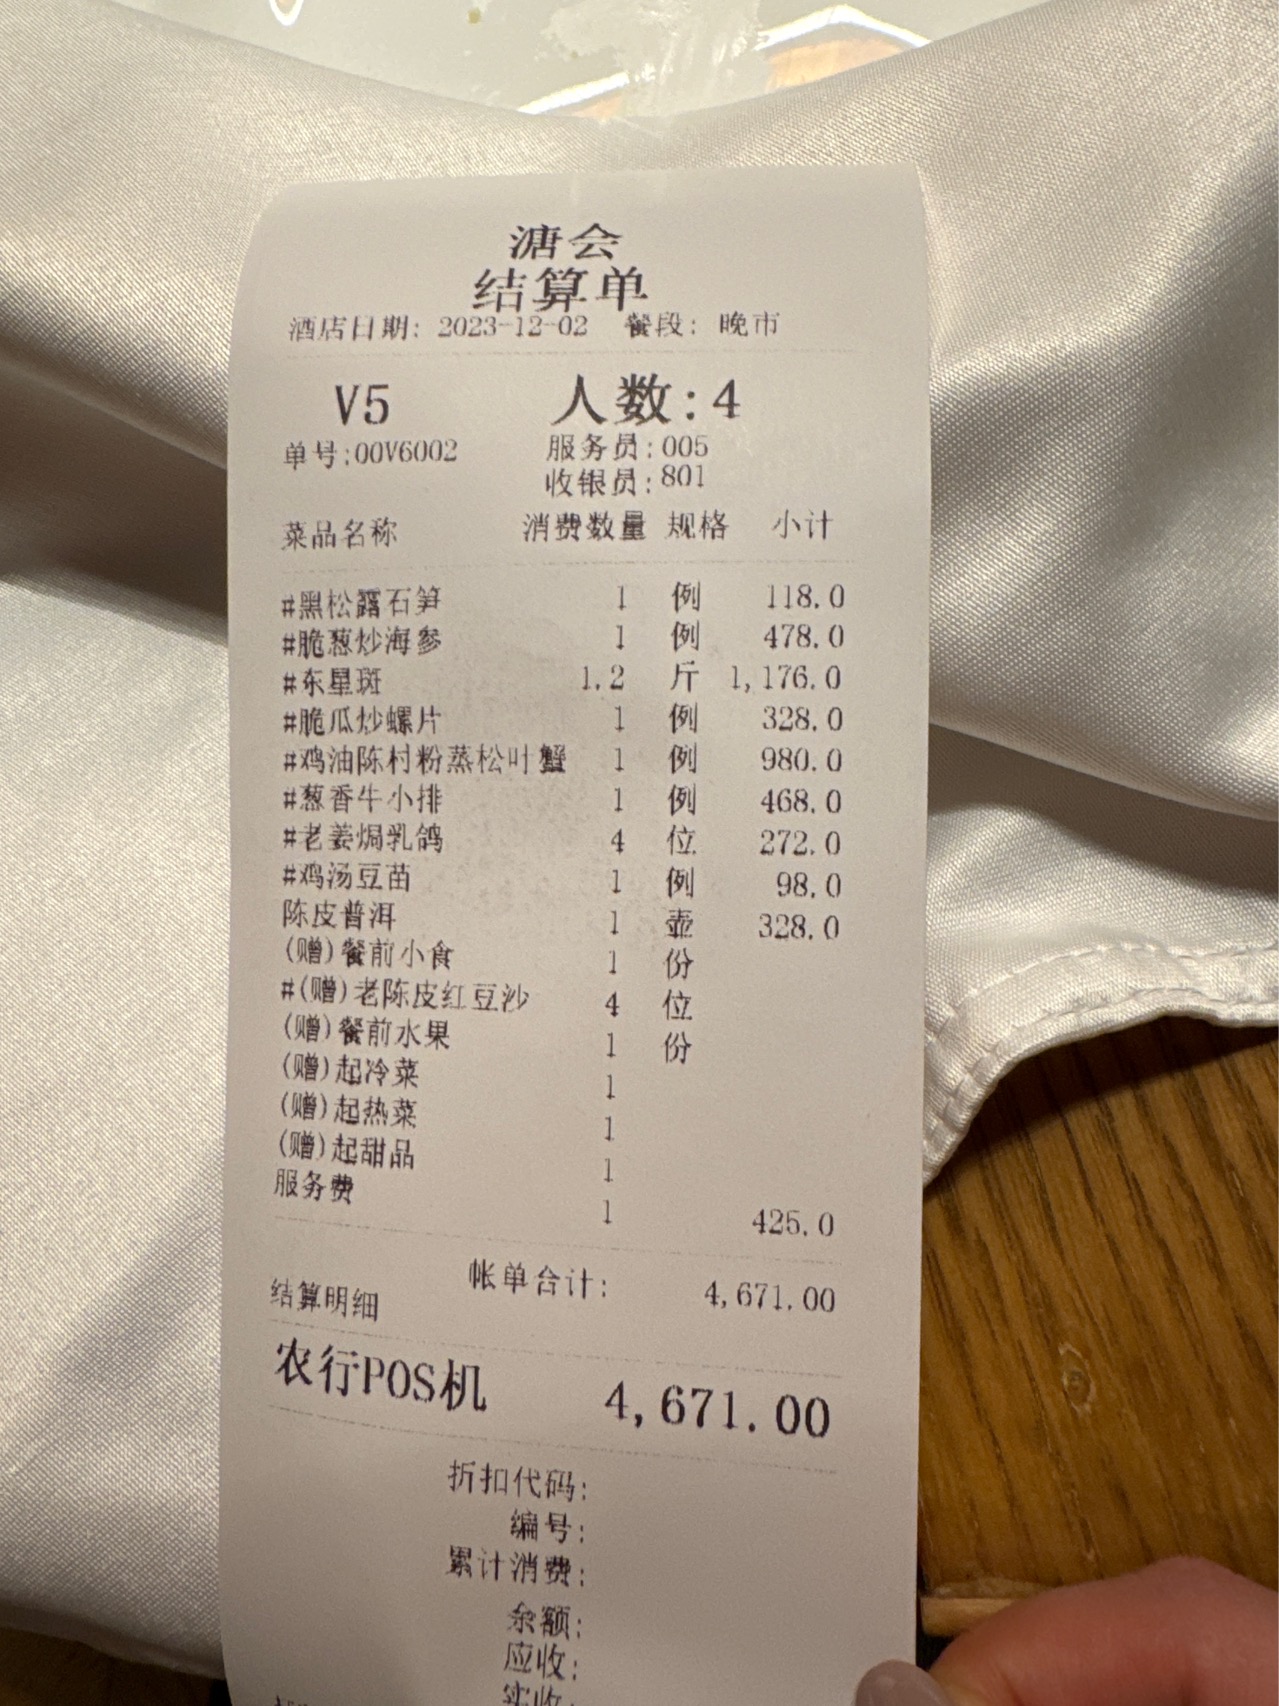 溏会
结算单
酒店日期: 2023-12-02 餐段: 晚市
V5 人数:4
单号:00V6002 服务员:005
收银员:801
菜品名称 消费数量 规格 小计
#黑松露石笋 1 例 118.0
#脆葱炒海参 1 例 478.0
#东星斑 1.2 斤 1,176.0
#脆瓜炒螺片 1 例 328.0
#鸡油陈村粉蒸松叶蟹 1 例 980.0
#葱香牛小排 1 例 468.0
#老姜焗乳鸽 4 位 272.0
#鸡汤豆苗 1 例 98.0
陈皮普洱 1 壶 328.0
(赠)餐前小食 1 份
#(赠)老陈皮红豆沙 4 位
(赠)餐前水果 1 份
(赠)起冷菜 1
(赠)起热菜 1
(赠)起甜品 1
服务费 1 425.0
帐单合计: 4,671.00
结算明细
农行POS机 4,671.00
折扣代码:
编号:
累计消费:
余额:
应收:
实收: